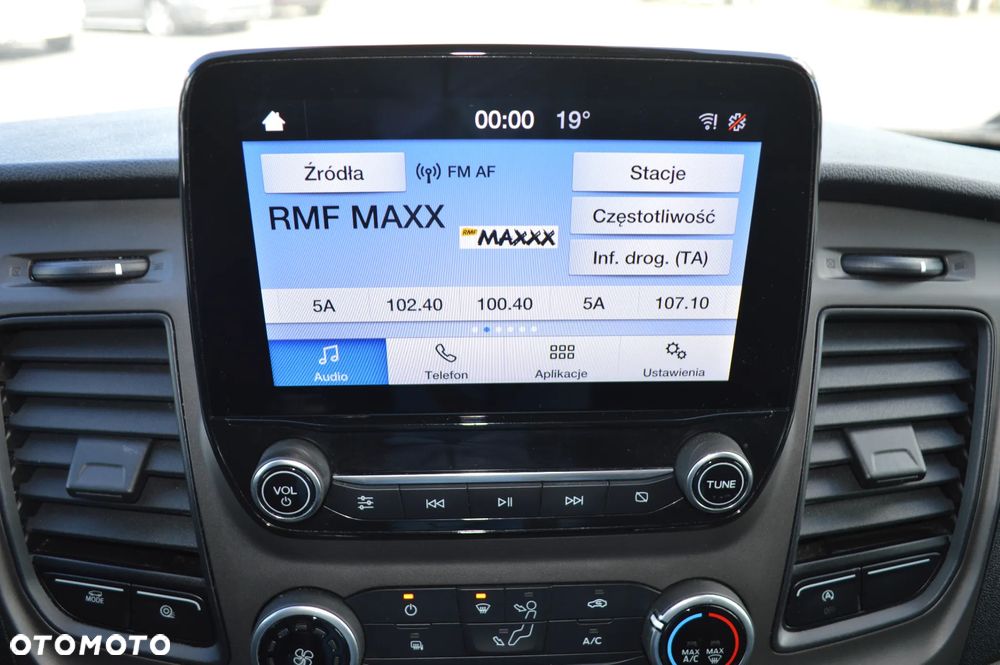 00:00 19°
Źródła FM AF Stacje
RMF MAXX
RMF MAXXX
Częstotliwość
Inf. drog. (TA)
5A 102.40 100.40 5A 107.10
Audio Telefon Aplikacje Ustawienia
VOL TUNE
MODE
OFF
A/C
MAX A/C MAX
OTOMOTO